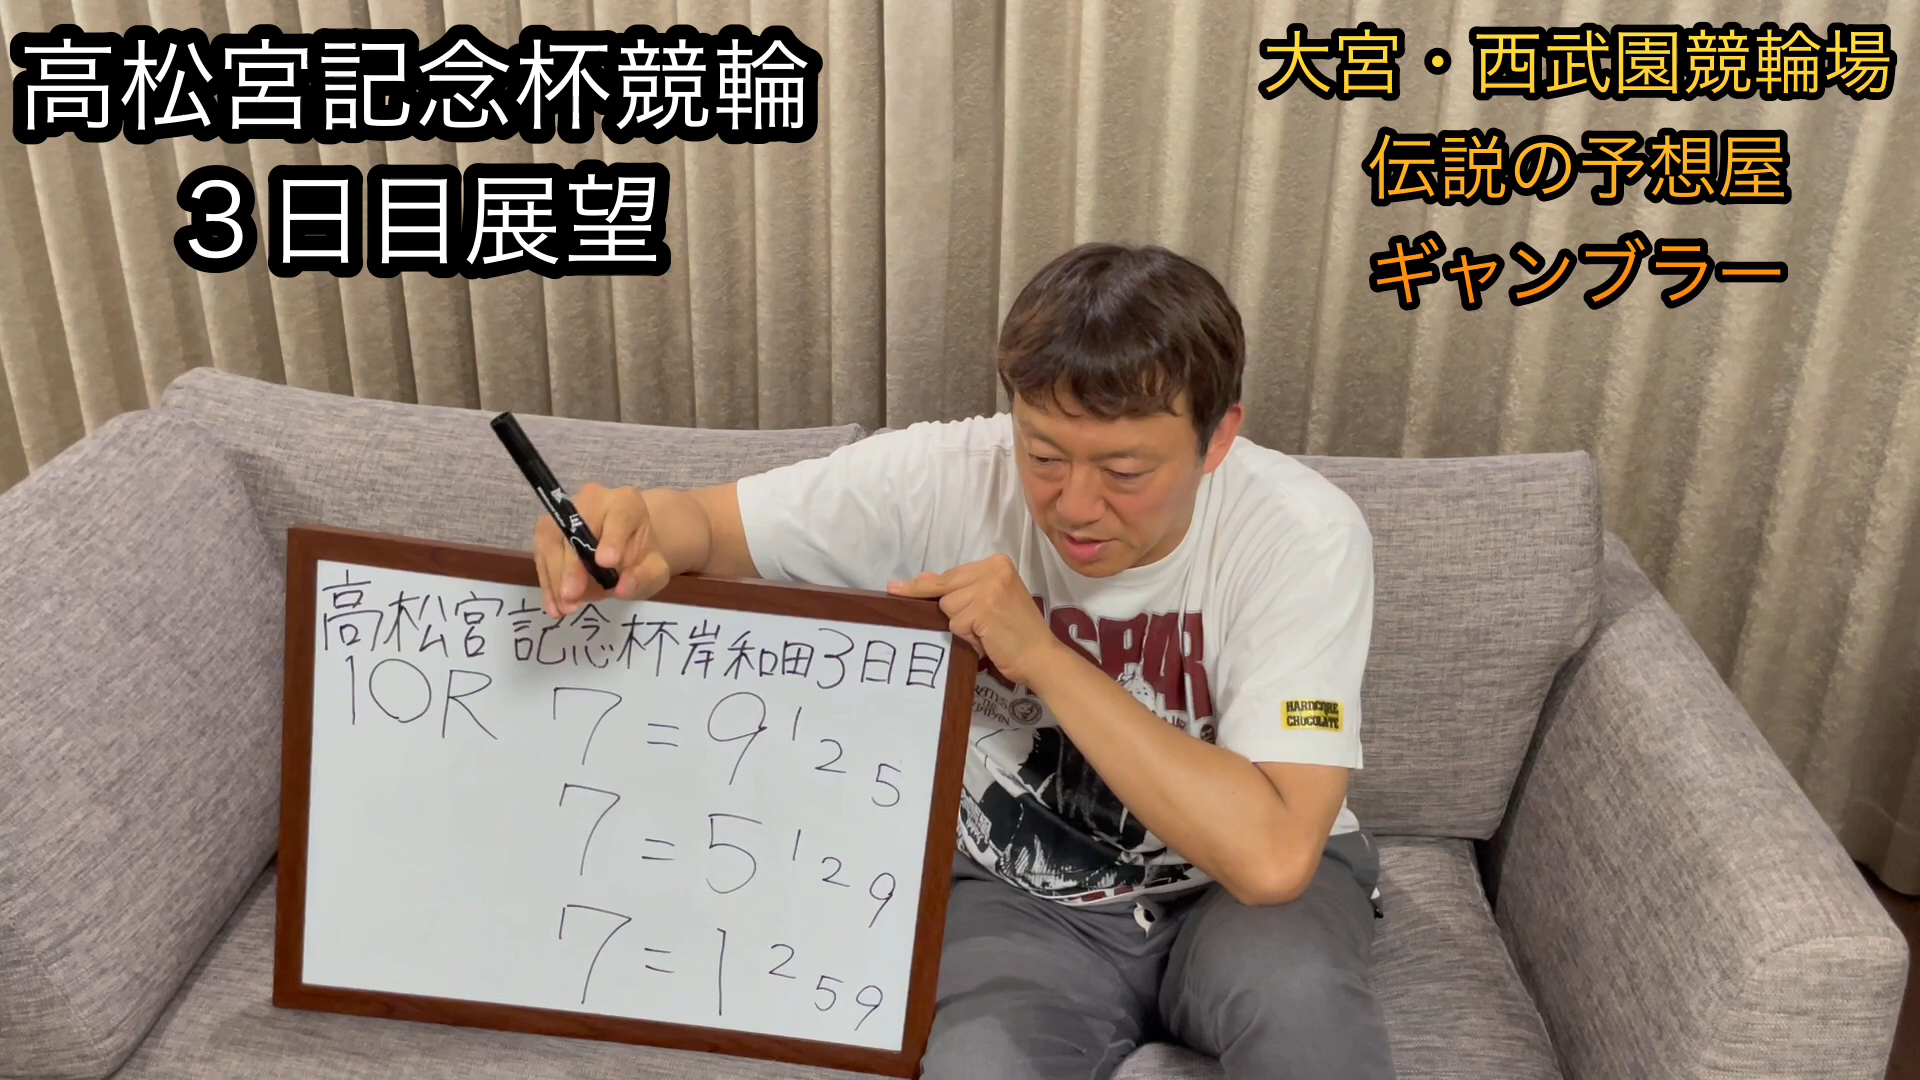 高松宮記念杯競輪
3日目展望
大宮・西武園競輪場
伝説の予想屋
ギャンブラー
高松宮記念杯岸和田3日目
10R 7=9 1 2 5
7=5 1 2 9
7=1 2 5 9
HARDCORE
CHOCOLATE